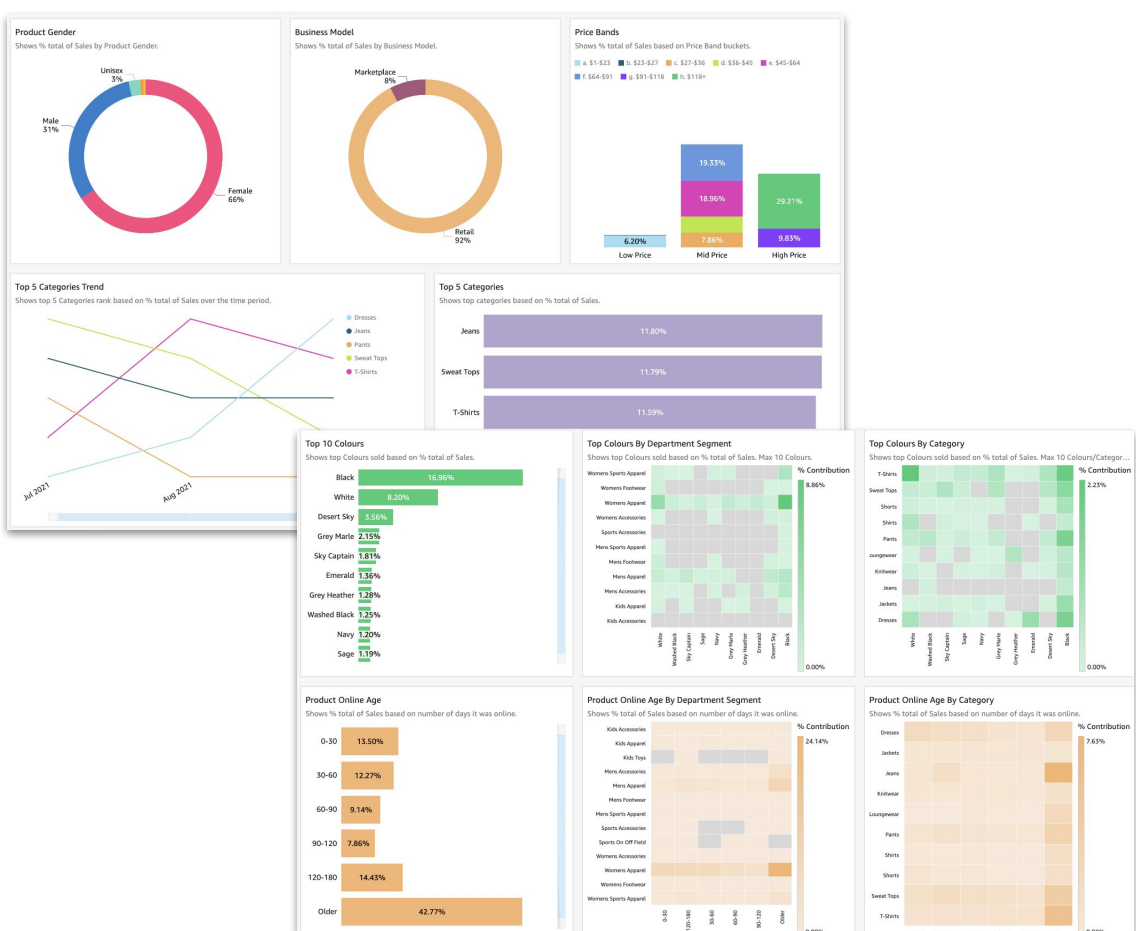 Product Gender
Shows % total of Sales by Product Gender.
Unisex
3%
Male
31%
Female
66%
Business Model
Shows % total of Sales by Business Model.
Marketplace
8%
Retail
92%
Price Bands
Shows % total of Sales based on Price Band buckets.
a. $1-$23 b. $23-$27 c. $27-$36 d. $36-$45 e. $45-$64
f. $64-$91 g. $91-$118 h. $118+
19.33%
18.96%
29.21%
6.20%
7.86%
9.83%
Low Price
Mid Price
High Price
Top 5 Categories Trend
Shows top 5 Categories rank based on % total of Sales over the time period.
Dresses
Jeans
Pants
Sweat Tops
T-Shirts
Jul 2021
Aug 2021
Top 5 Categories
Shows top categories based on % total of Sales.
Jeans 11.80%
Sweat Tops 11.79%
T-Shirts 11.59%
Top 10 Colours
Shows top Colours sold based on % total of Sales.
Black 16.96%
White 8.20%
Desert Sky 3.56%
Grey Marle 2.15%
Sky Captain 1.81%
Emerald 1.36%
Grey Heather 1.28%
Washed Black 1.25%
Navy 1.20%
Sage 1.19%
Top Colours By Department Segment
Shows top Colours sold based on % total of Sales. Max 10 Colours.
% Contribution
8.86%
0.00%
Womens Sports Apparel
Womens Footwear
Womens Apparel
Womens Accessories
Sports Accessories
Mens Sports Apparel
Mens Footwear
Mens Apparel
Mens Accessories
Kids Apparel
Kids Accessories
White
Washed Black
Sky Captain
Sage
Navy
Grey Marle
Grey Heather
Emerald
Desert Sky
Black
Top Colours By Category
Shows top Colours sold based on % total of Sales. Max 10 Colours/Categor...
% Contribution
2.23%
0.00%
T-Shirts
Sweat Tops
Shorts
Shirts
Pants
oungewear
Knitwear
Jeans
Jackets
Dresses
White
Washed Black
Sky Captain
Sage
Navy
Grey Marle
Grey Heather
Emerald
Desert Sky
Black
Product Online Age
Shows % total of Sales based on number of days it was online.
0-30 13.50%
30-60 12.27%
60-90 9.14%
90-120 7.86%
120-180 14.43%
Older 42.77%
Product Online Age By Department Segment
Shows % total of Sales based on number of days it was online.
% Contribution
24.14%
Kids Accessories
Kids Apparel
Kids Toys
Mens Accessories
Mens Apparel
Mens Footwear
Mens Sports Apparel
Sports Accessories
Sports On Off Field
Womens Accessories
Womens Apparel
Womens Footwear
Womens Sports Apparel
0-30
120-180
30-60
60-90
90-120
Older
Product Online Age By Category
Shows % total of Sales based on number of days it was online.
% Contribution
7.63%
Dresses
Jackets
Jeans
Knitwear
Loungewear
Pants
Shirts
Shorts
Sweat Tops
T-Shirts